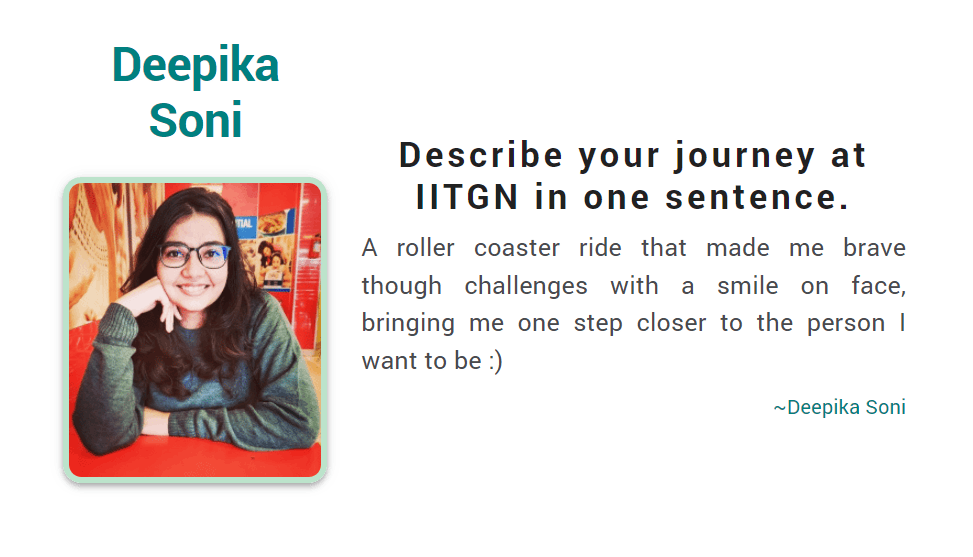 Deepika
Soni
Describe your journey at
IITGN in one sentence.
A roller coaster ride that made me brave
though challenges with a smile on face,
bringing me one step closer to the person I
want to be :)
~Deepika Soni